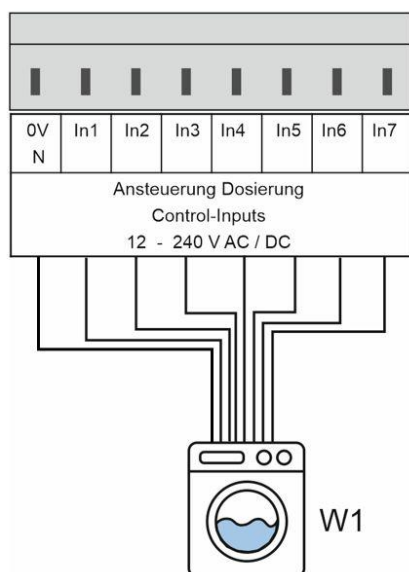 0V In1 In2 In3 In4 In5 In6 In7
N
Ansteuerung Dosierung
Control-Inputs
12 - 240 V AC / DC
W1